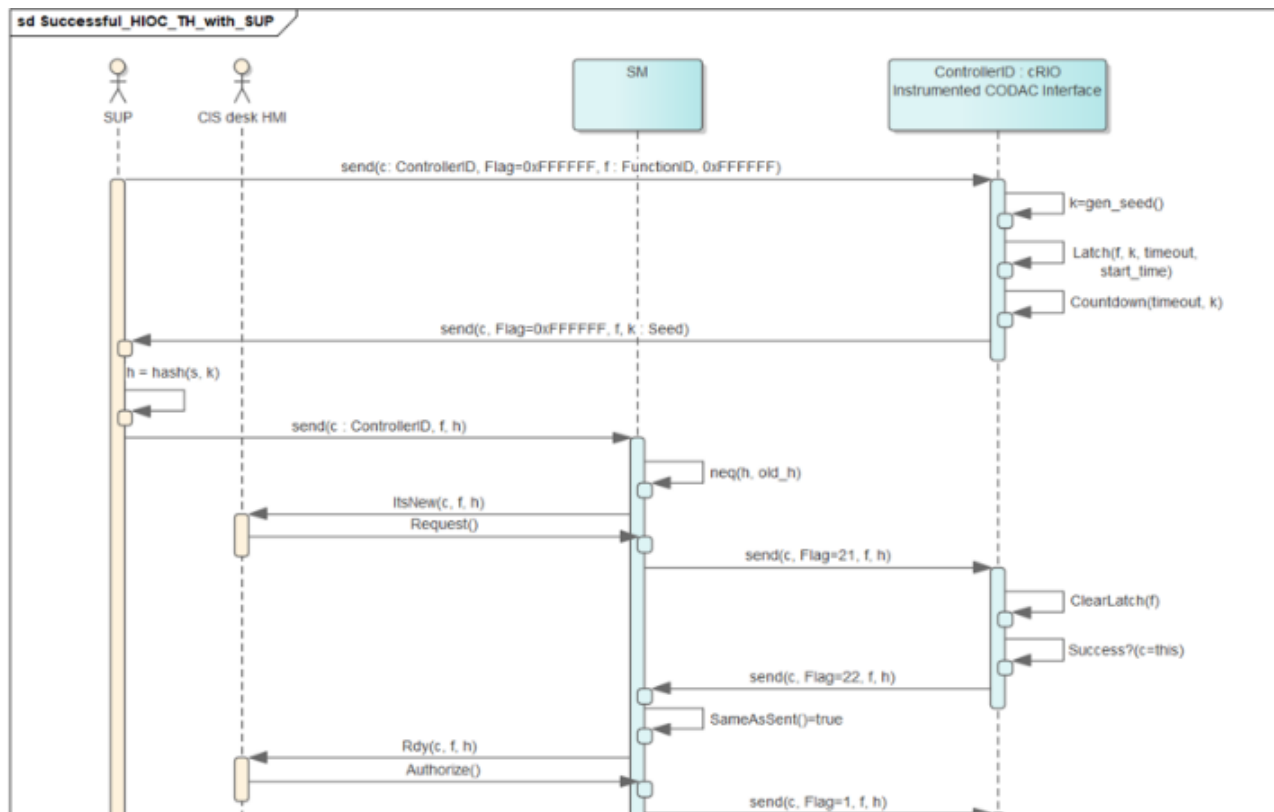 sd Successful_HIOC_TH_with_SUP
SUP
CIS desk HMI
SM
ControllerID : cRIO
Instrumented CODAC Interface
send(c: ControllerID, Flag=0xFFFFFF, f : FunctionID, 0xFFFFFF)
k=gen_seed()
Latch(f, k, timeout,
start_time)
Countdown(timeout, k)
send(c, Flag=0xFFFFFF, f, k : Seed)
h = hash(s, k)
send(c : ControllerID, f, h)
neq(h, old_h)
ItsNew(c, f, h)
Request()
send(c, Flag=21, f, h)
ClearLatch(f)
Success?(c=this)
send(c, Flag=22, f, h)
SameAsSent()=true
Rdy(c, f, h)
Authorize()
send(c, Flag=1, f, h)